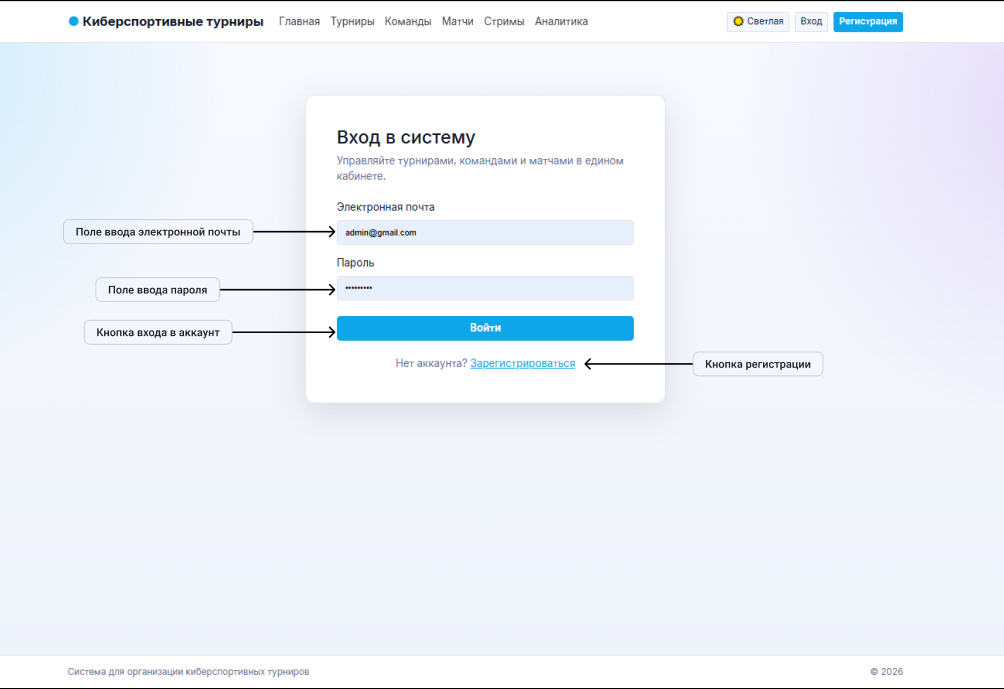 Киберспортивные турниры Главная Турниры Команды Матчи Стримы Аналитика Светлая Вход Регистрация
Вход в систему
Управляйте турнирами, командами и матчами в едином
кабинете.
Электронная почта
Поле ввода электронной почты
admin@gmail.com
Пароль
Поле ввода пароля
•••••••••
Кнопка входа в аккаунт
Войти
Нет аккаунта? Зарегистрироваться
Кнопка регистрации
Система для организации киберспортивных турниров
© 2026